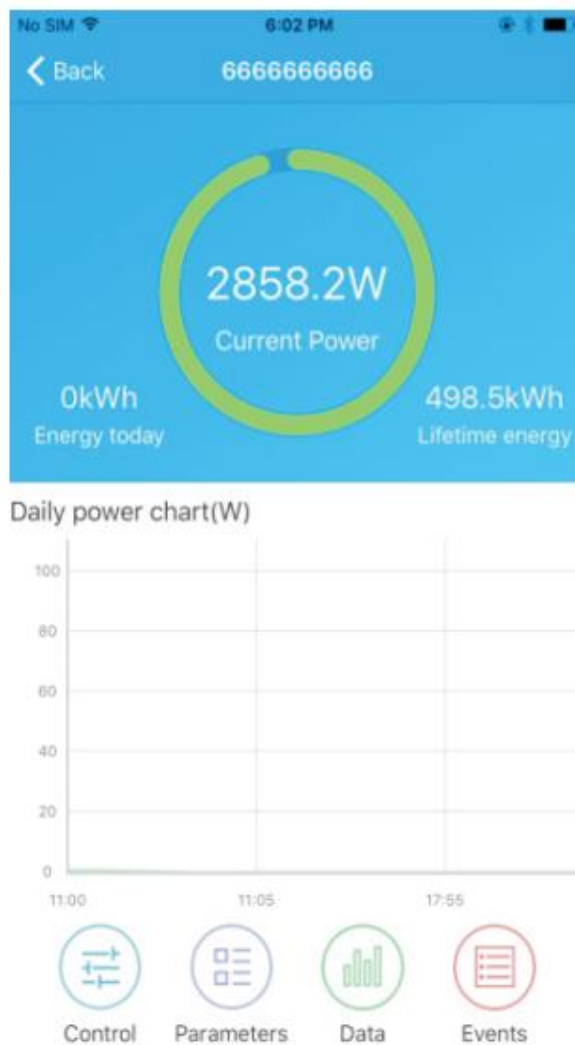 No SIM 6:02 PM
Back 6666666666
2858.2W
Current Power
0kWh 498.5kWh
Energy today Lifetime energy
Daily power chart(W)
100
80
60
40
20
0
11:00 11:05 17:55
Control Parameters Data Events